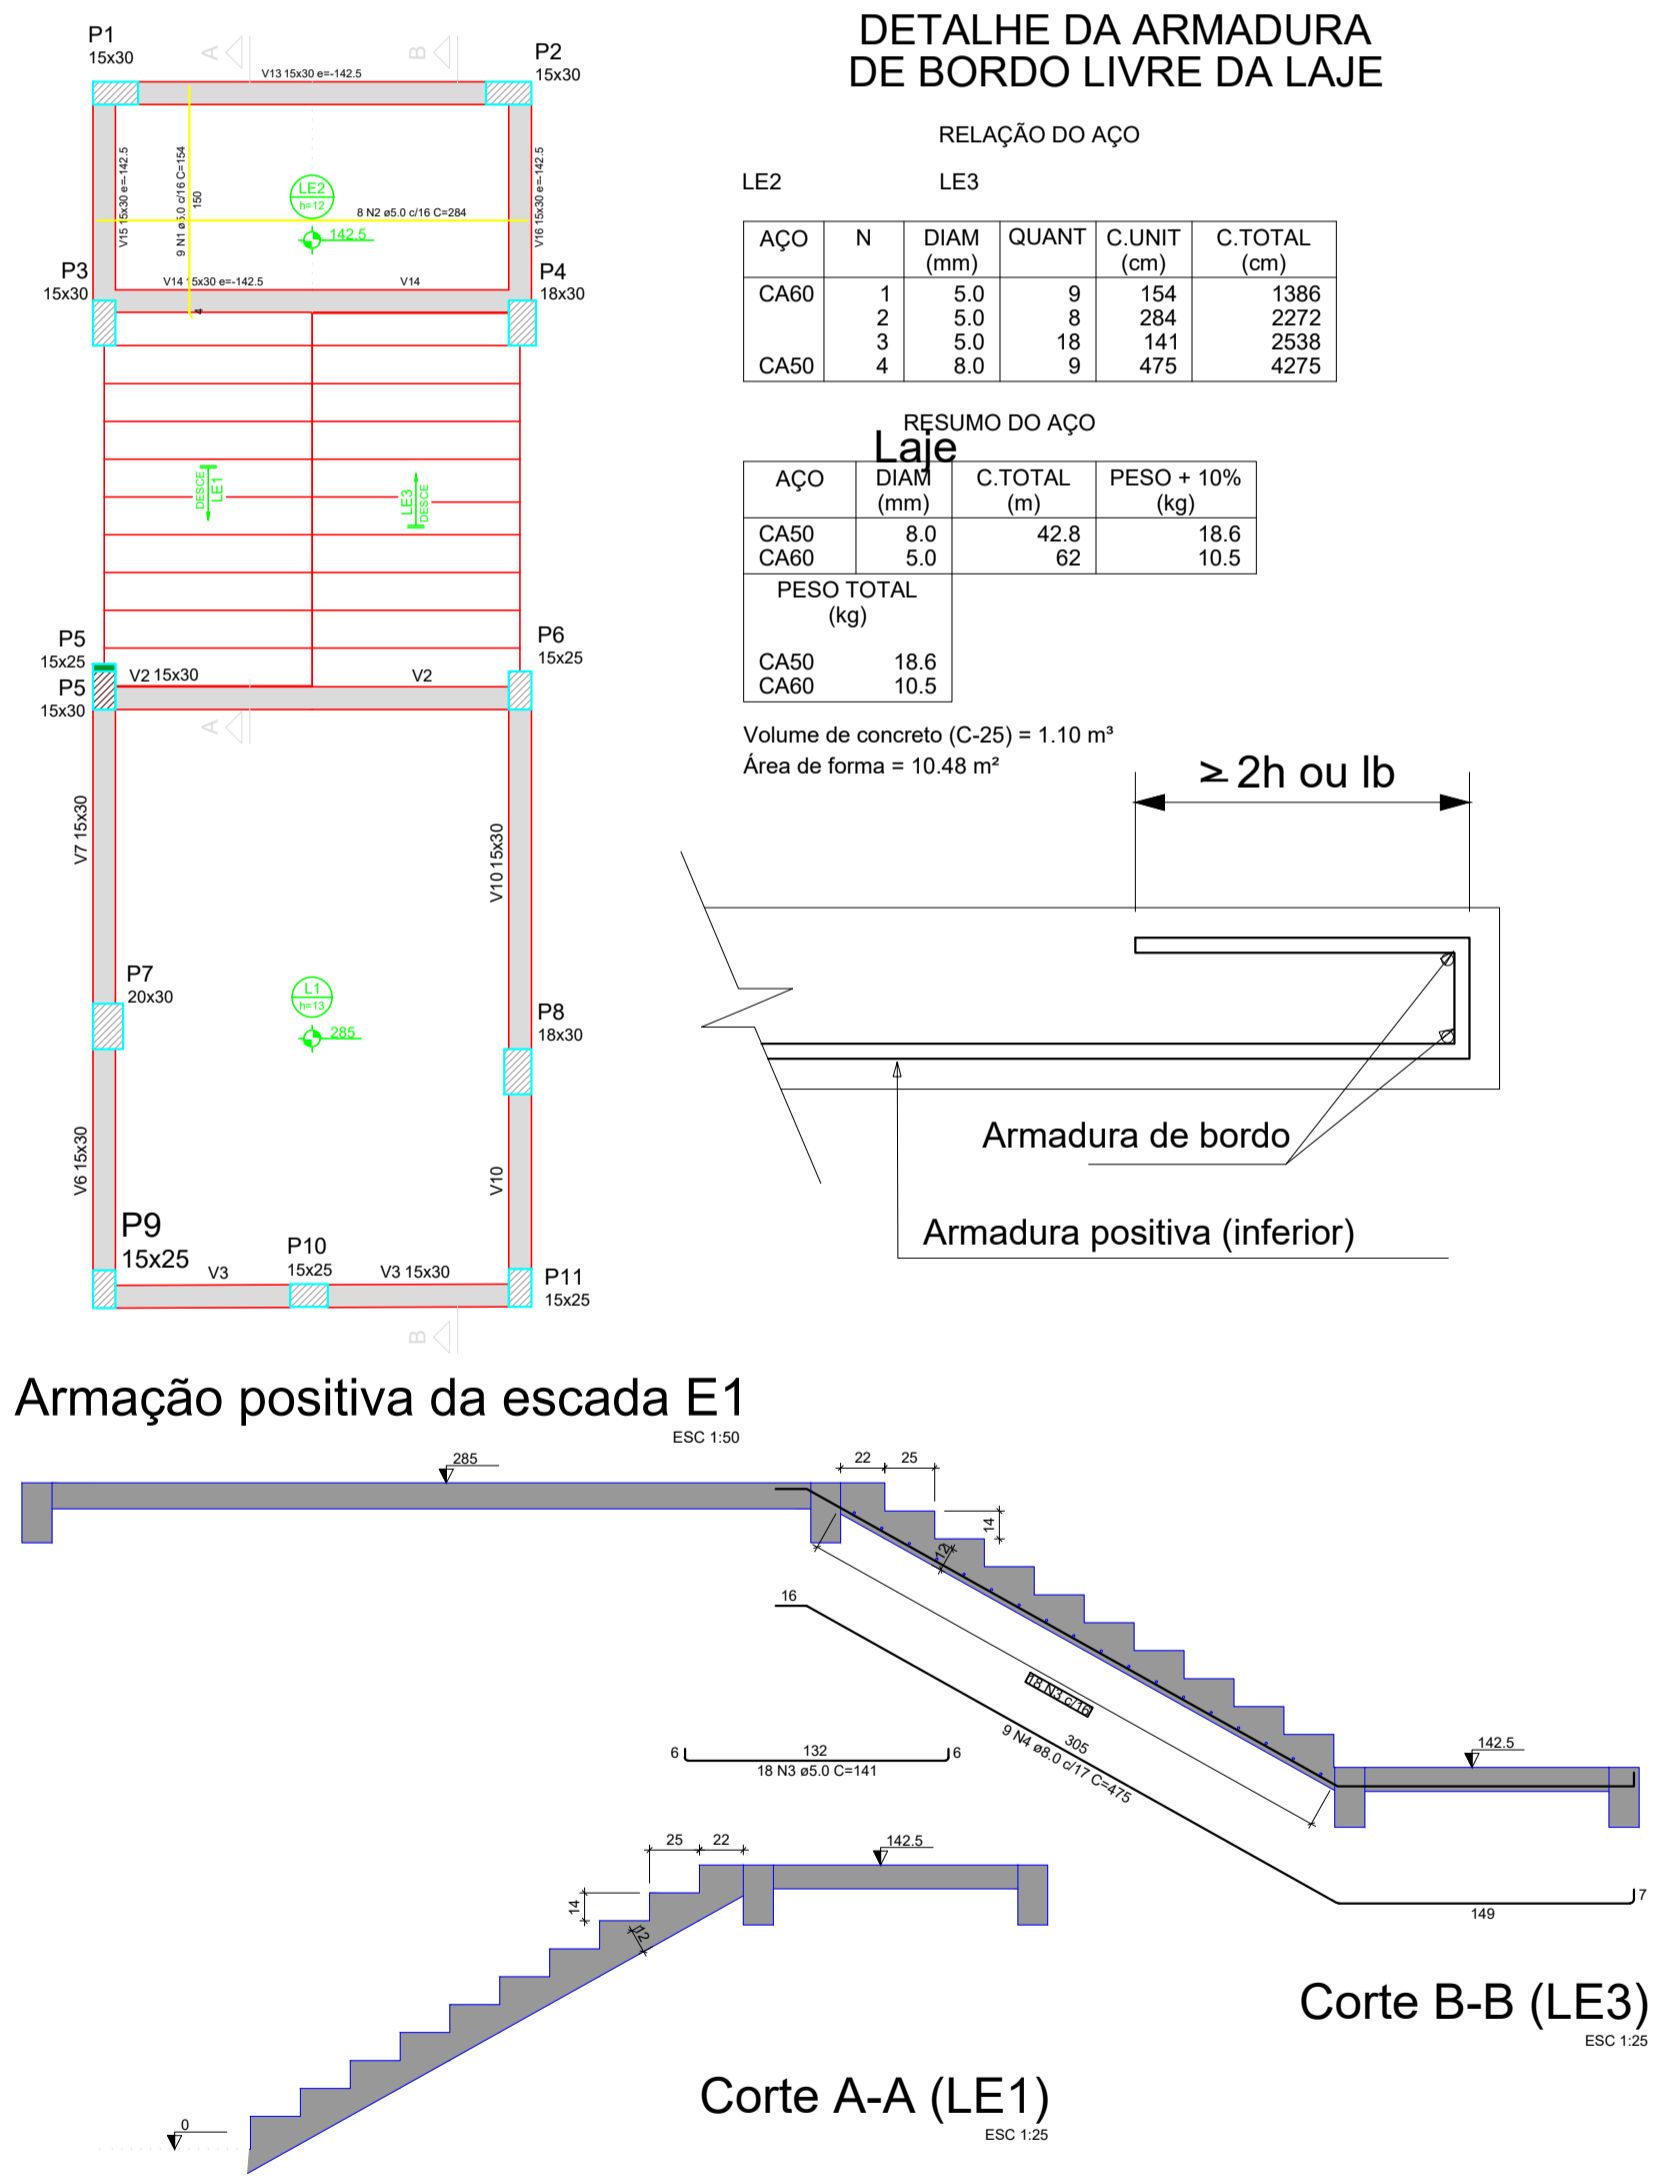 P1
15x30
A
B
P2
15x30
V13 15x30 e=-142.5
V15 15x30 e=-142.5
9 N1 ø5.0 c/16 C=154
150
LE2
h=12
8 N2 ø5.0 c/16 C=284
142.5
V16 15x30 e=-142.5
P3
15x30
V14 15x30 e=-142.5
V14
4
P4
18x30
DESCE
LE1
LE3
DESCE
P5
15x25
P5
15x30
V2 15x30
V2
P6
15x25
A
V7 15x30
V10 15x30
P7
20x30
L1
h=13
285
P8
18x30
V6 15x30
V10
P9
15x25
V3
P10
15x25
V3 15x30
P11
15x25
B
Armação positiva da escada E1
ESC 1:50
DETALHE DA ARMADURA
DE BORDO LIVRE DA LAJE
RELAÇÃO DO AÇO
LE2 LE3
AÇO N DIAM QUANT C.UNIT C.TOTAL
(mm) (cm) (cm)
CA60 1 5.0 9 154 1386
2 5.0 8 284 2272
3 5.0 18 141 2538
CA50 4 8.0 9 475 4275
RESUMO DO AÇO
Laje
AÇO DIAM C.TOTAL PESO + 10%
(mm) (m) (kg)
CA50 8.0 42.8 18.6
CA60 5.0 62 10.5
PESO TOTAL
(kg)
CA50 18.6
CA60 10.5
Volume de concreto (C-25) = 1.10 m³
Área de forma = 10.48 m²
≥ 2h ou lb
Armadura de bordo
Armadura positiva (inferior)
285
22 25
14
12
16
18 N3 c/16
305
9 N4 ø8.0 c/17 C=475
142.5
149
7
6 132 6
18 N3 ø5.0 C=141
Corte B-B (LE3)
ESC 1:25
25 22
142.5
14
12
0
Corte A-A (LE1)
ESC 1:25